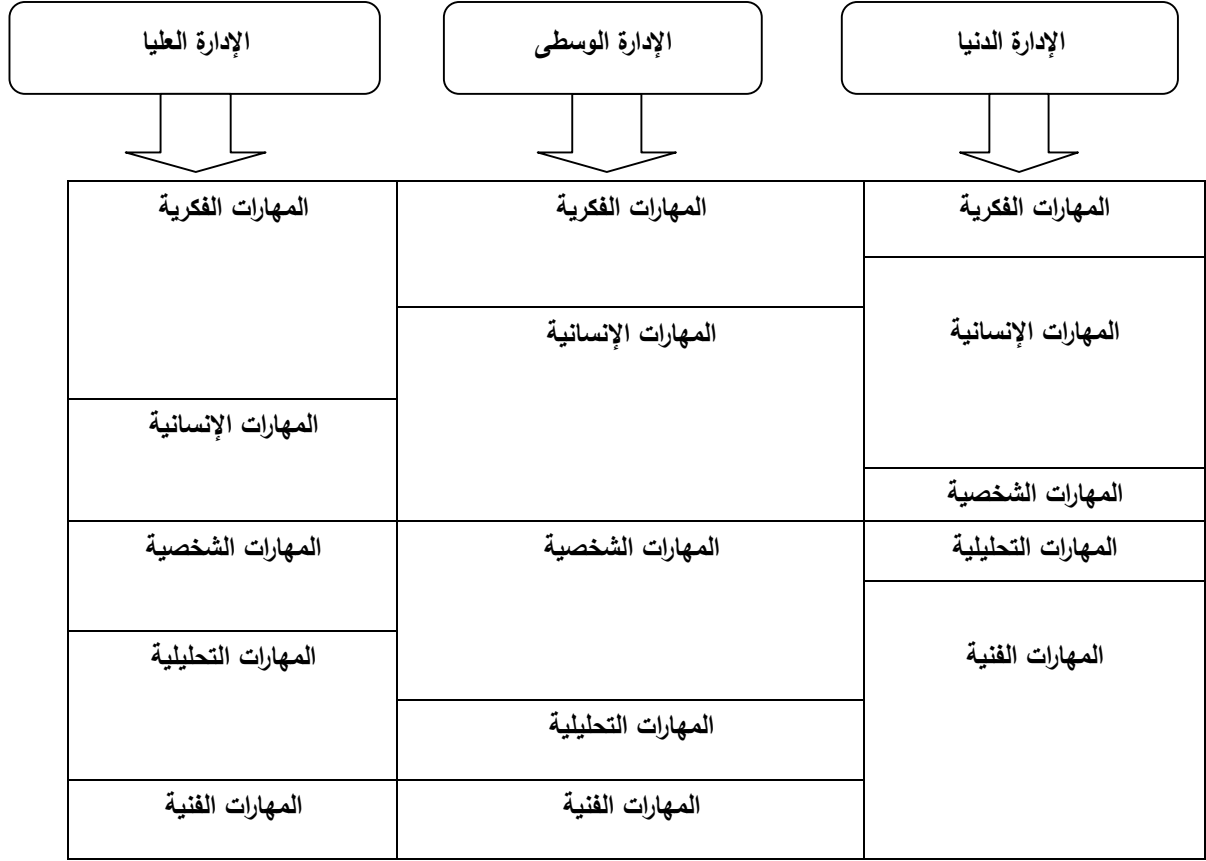 الإدارة الدنيا
الإدارة الوسطى
الإدارة العليا
المهارات الفكرية
المهارات الفكرية
المهارات الفكرية
المهارات الإنسانية
المهارات الإنسانية
المهارات الإنسانية
المهارات الشخصية
المهارات التحليلية
المهارات الشخصية
المهارات الشخصية
المهارات الفنية
المهارات التحليلية
المهارات التحليلية
المهارات الفنية
المهارات الفنية